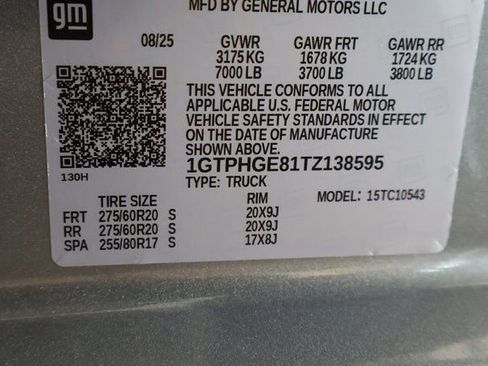 MFD BY GENERAL MOTORS LLC
gm
08/25 GVWR GAWR FRT GAWR RR
3175 KG 1678 KG 1724 KG
7000 LB 3700 LB 3800 LB
THIS VEHICLE CONFORMS TO ALL
APPLICABLE U.S. FEDERAL MOTOR
VEHICLE SAFETY STANDARDS IN EFFECT
ON THE DATE OF MANUFACTURE
SHOWN ABOVE.
1GTPHGE81TZ138595
130H
TYPE: TRUCK
MODEL: 15TC10543
TIRE SIZE RIM
FRT 275/60R20 S 20X9J
RR 275/60R20 S 20X9J
SPA 255/80R17 S 17X8J